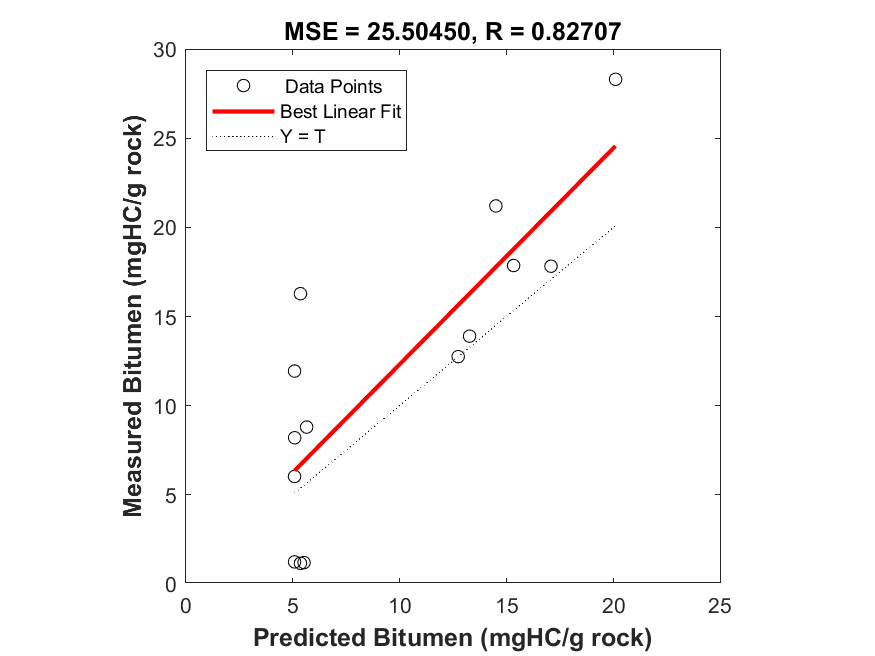 MSE = 25.50450, R = 0.82707
30
25
20
15
10
5
0
Measured Bitumen (mgHC/g rock)
Data Points
Best Linear Fit
Y = T
0 5 10 15 20 25
Predicted Bitumen (mgHC/g rock)